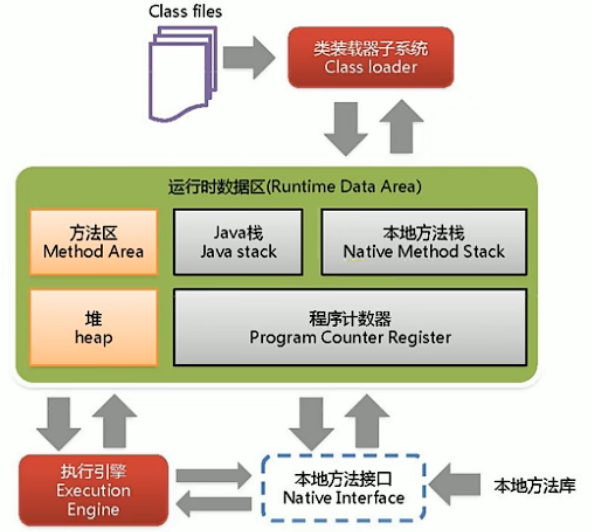 Class files
类装载器子系统
Class loader
运行时数据区(Runtime Data Area)
方法区
Method Area
Java栈
Java stack
本地方法栈
Native Method Stack
堆
heap
程序计数器
Program Counter Register
执行引擎
Execution
Engine
本地方法接口
Native Interface
本地方法库